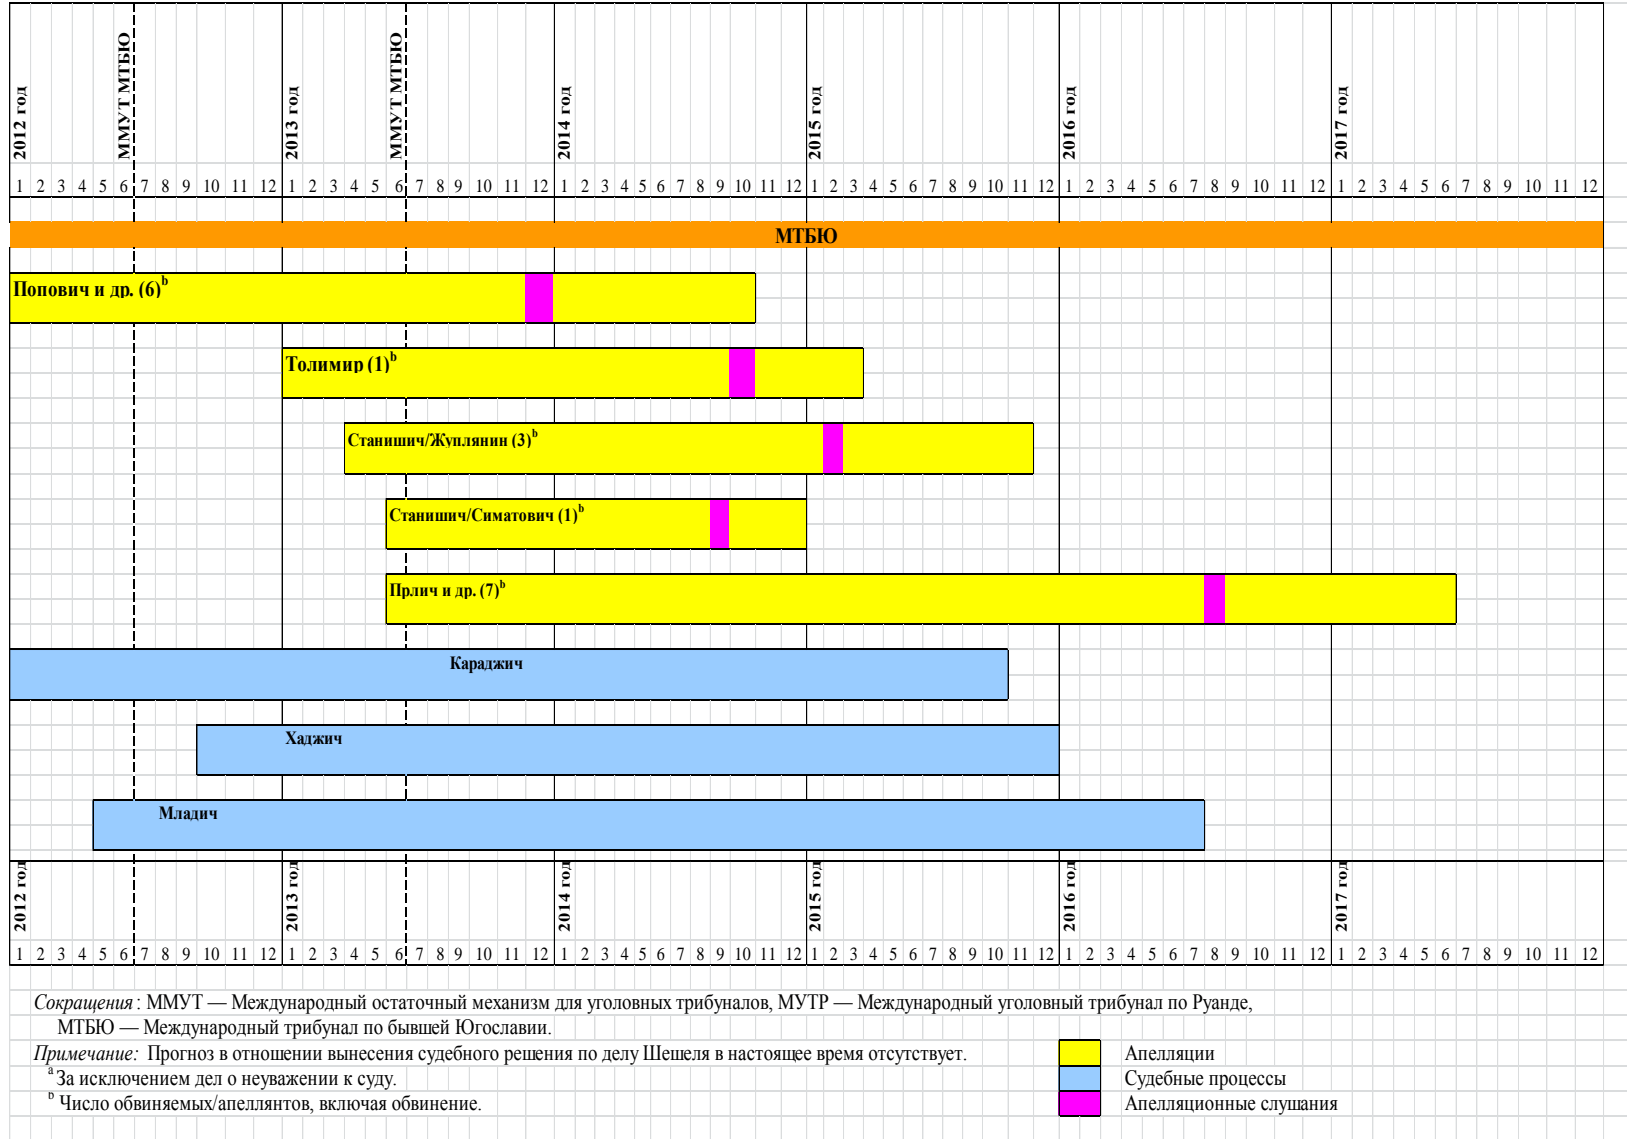 2012 год
ММУТ МТБЮ
2013 год
ММУТ МТБЮ
2014 год
2015 год
2016 год
2017 год
1 2 3 4 5 6 7 8 9 10 11 12 1 2 3 4 5 6 7 8 9 10 11 12 1 2 3 4 5 6 7 8 9 10 12 1 2 3 4 5 6 7 8 9 10 11 12 1 2 3 4 5 6 7 8 9 10 11 12 1 2 3 4 5 6 7 8 9 10 11 12
МТБЮ
Попович и др. (6)b
Толимир (1)b
Станишич/Жуплянин (3)b
Станишич/Симатович (1)b
Прлич и др. (7)b
Караджич
Хаджич
Младич
2012 год
2013 год
2014 год
2015 год
2016 год
2017 год
1 2 3 4 5 6 7 8 9 10 11 12 1 2 3 4 5 6 7 8 9 10 11 12 1 2 3 4 5 6 7 8 9 10 12 1 2 3 4 5 6 7 8 9 10 11 12 1 2 3 4 5 6 7 8 9 10 11 12 1 2 3 4 5 6 7 8 9 10 11 12
Сокращения: ММУТ — Международный остаточный механизм для уголовных трибуналов, МУТР — Международный уголовный трибунал по Руанде,
МТБЮ — Международный трибунал по бывшей Югославии.
Примечание: Прогноз в отношении вынесения судебного решения по делу Шешеля в настоящее время отсутствует.
a За исключением дел о неуважении к суду.
b Число обвиняемых/апеллянтов, включая обвинение.
Апелляции
Судебные процессы
Апелляционные слушания